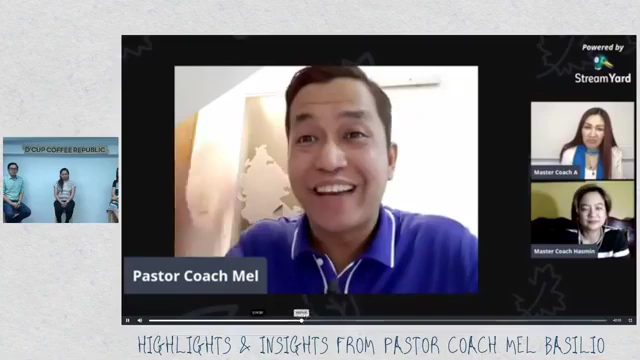 Powered by
StreamYard
D'CUP COFFEE REPUBLIC
Master Coach A
Master Coach Hasmin
Pastor Coach Mel
HIGHLIGHTS & INSIGHTS FROM PASTOR COACH MEL BASILIO